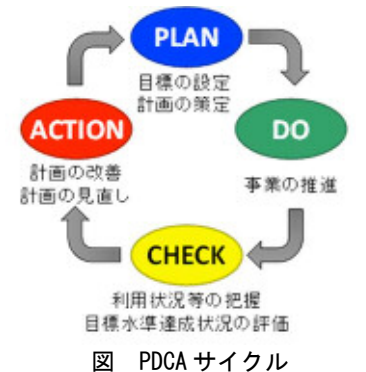 PLAN
目標の設定
計画の策定
DO
事業の推進
CHECK
利用状況等の把握
目標水準達成状況の評価
ACTION
計画の改善
計画の見直し
図　PDCAサイクル